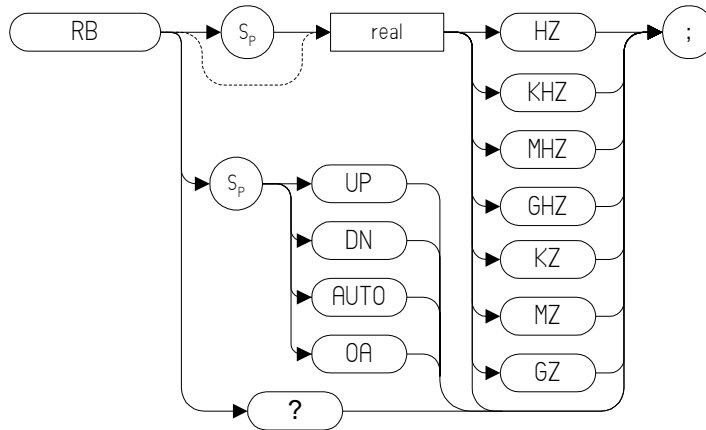 RB SP real HZ ;
KHZ
MHZ
SP UP GHZ
DN KZ
AUTO MZ
OA GZ
?